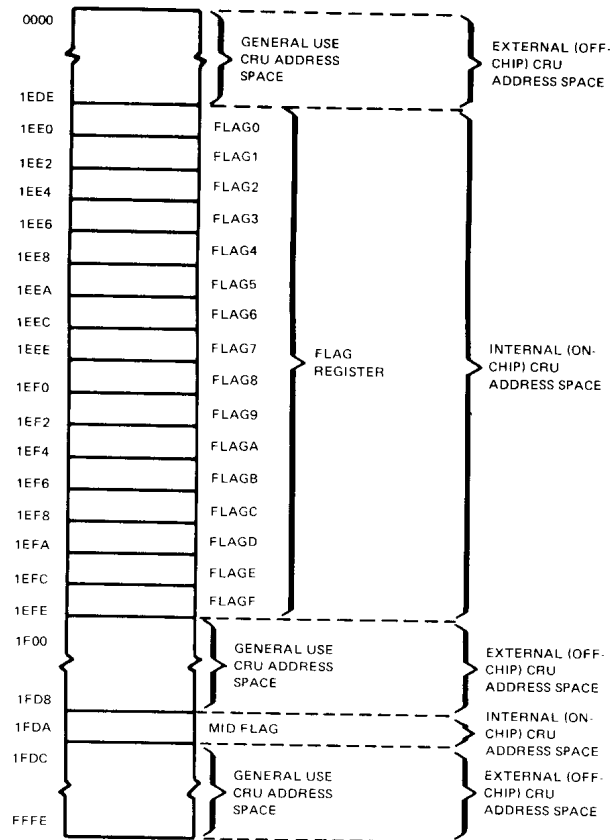 0000
GENERAL USE
CRU ADDRESS
SPACE
EXTERNAL (OFF-
CHIP) CRU
ADDRESS SPACE
1EDE
1EE0
FLAG0
1EE2
FLAG1
1EE4
FLAG2
1EE6
FLAG3
1EE8
FLAG4
1EEA
FLAG5
1EEC
FLAG6
1EEE
FLAG7
1EF0
FLAG8
1EF2
FLAG9
1EF4
FLAGA
1EF6
FLAGB
1EF8
FLAGC
1EFA
FLAGD
1EFC
FLAGE
1EFE
FLAGF
FLAG
REGISTER
INTERNAL (ON-
CHIP) CRU
ADDRESS SPACE
1F00
GENERAL USE
CRU ADDRESS
SPACE
EXTERNAL (OFF-
CHIP) CRU
ADDRESS SPACE
1FD8
1FDA
MID FLAG
INTERNAL (ON-
CHIP) CRU
ADDRESS SPACE
1FDC
GENERAL USE
CRU ADDRESS
SPACE
EXTERNAL (OFF-
CHIP) CRU
ADDRESS SPACE
FFFE